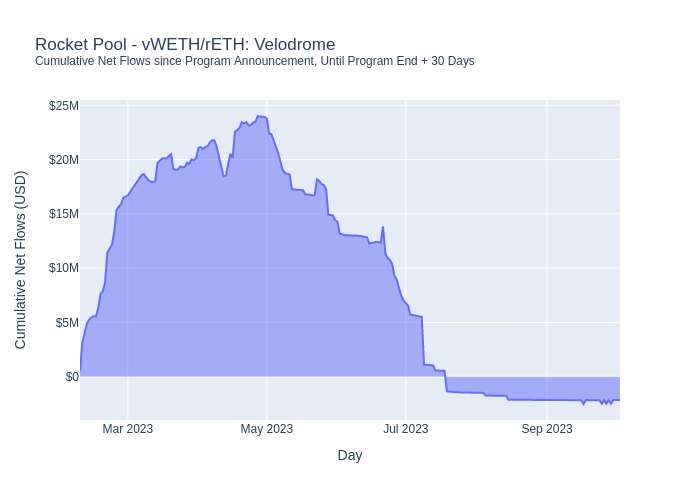 Rocket Pool - vWETH/rETH: Velodrome
Cumulative Net Flows since Program Announcement, Until Program End + 30 Days
Cumulative Net Flows (USD)
$25M
$20M
$15M
$10M
$5M
$0
Mar 2023
May 2023
Jul 2023
Sep 2023
Day